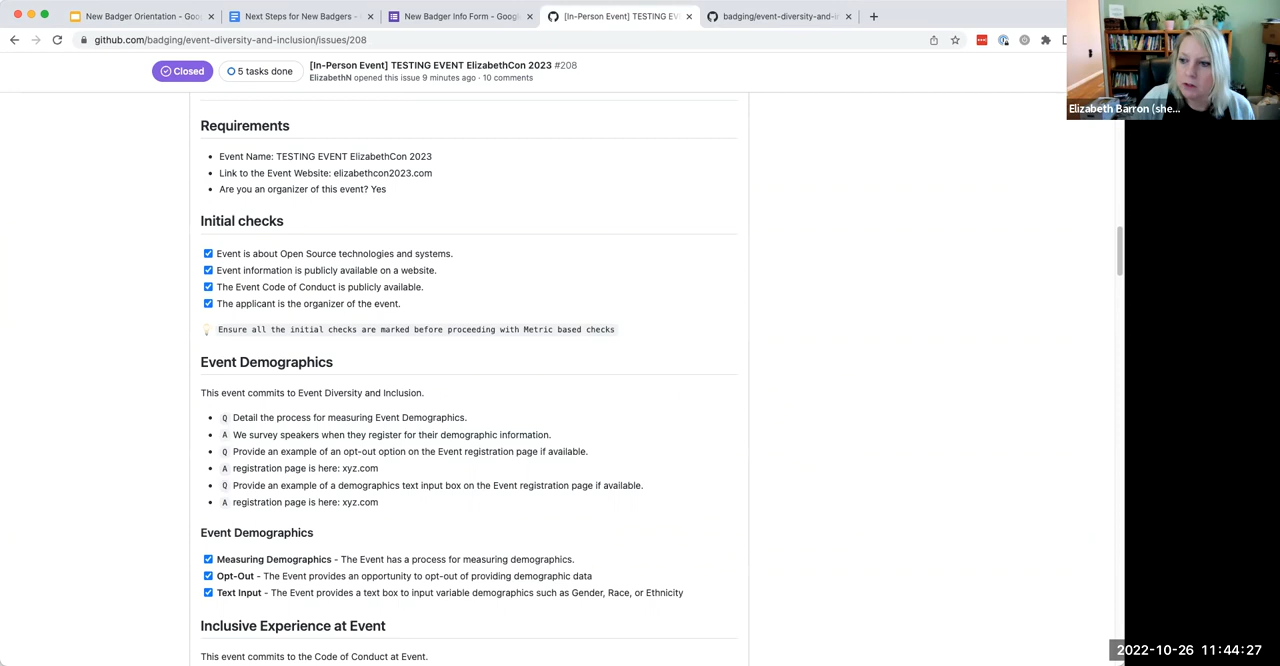 New Badger Orientation - Goo
Next Steps for New Badgers -
New Badger Info Form - Google
[In-Person Event] TESTING EV
badging/event-diversity-and-i
github.com/badging/event-diversity-and-inclusion/issues/208
Closed
5 tasks done
[In-Person Event] TESTING EVENT ElizabethCon 2023 #208
ElizabethN opened this issue 9 minutes ago · 10 comments
Elizabeth Barron (she...
Requirements
• Event Name: TESTING EVENT ElizabethCon 2023
• Link to the Event Website: elizabethcon2023.com
• Are you an organizer of this event? Yes
Initial checks
Event is about Open Source technologies and systems.
Event information is publicly available on a website.
The Event Code of Conduct is publicly available.
The applicant is the organizer of the event.
Ensure all the initial checks are marked before proceeding with Metric based checks
Event Demographics
This event commits to Event Diversity and Inclusion.
• Q Detail the process for measuring Event Demographics.
• A We survey speakers when they register for their demographic information.
• Q Provide an example of an opt-out option on the Event registration page if available.
• A registration page is here: xyz.com
• Q Provide an example of a demographics text input box on the Event registration page if available.
• A registration page is here: xyz.com
Event Demographics
Measuring Demographics - The Event has a process for measuring demographics.
Opt-Out - The Event provides an opportunity to opt-out of providing demographic data
Text Input - The Event provides a text box to input variable demographics such as Gender, Race, or Ethnicity
Inclusive Experience at Event
This event commits to the Code of Conduct at Event.
2022-10-26 11:44:27